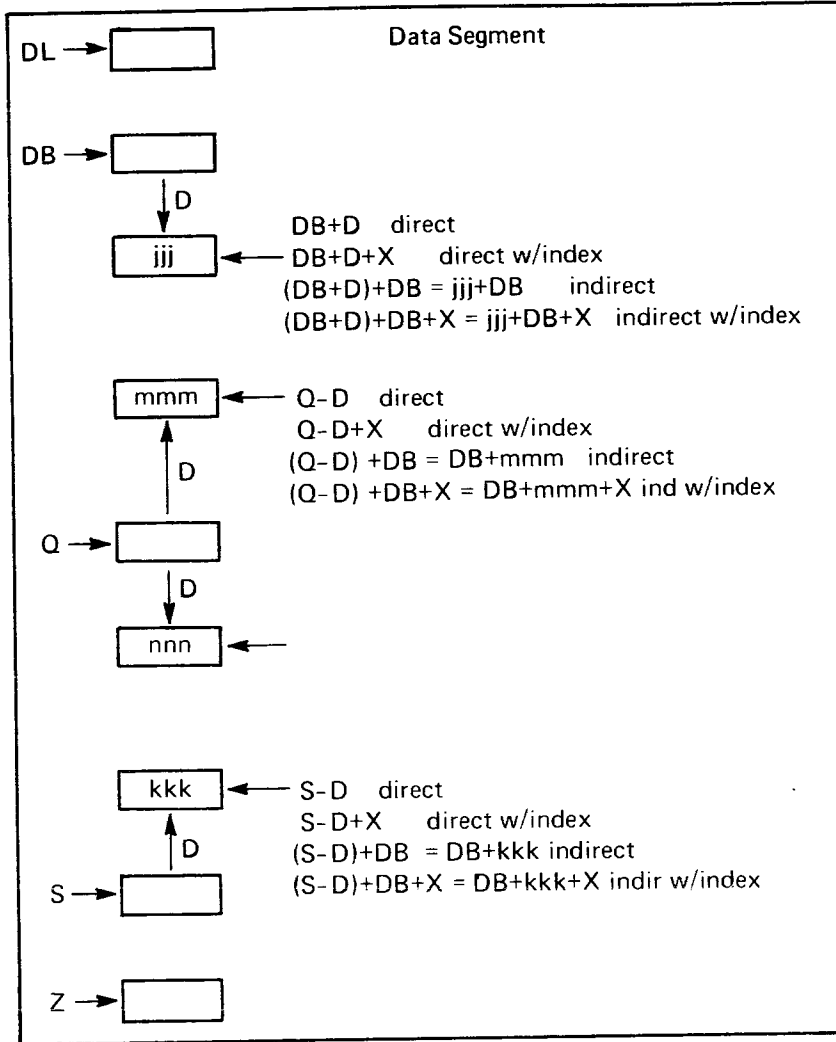 Data Segment
DL
DB
D
DB+D direct
jjj
DB+D+X direct w/index
(DB+D)+DB = jjj+DB indirect
(DB+D)+DB+X = jjj+DB+X indirect w/index
mmm
Q-D direct
Q-D+X direct w/index
D
(Q-D) +DB = DB+mmm indirect
(Q-D) +DB+X = DB+mmm+X ind w/index
Q
D
nnn
kkk
S-D direct
S-D+X direct w/index
D
(S-D)+DB = DB+kkk indirect
(S-D)+DB+X = DB+kkk+X indir w/index
S
Z